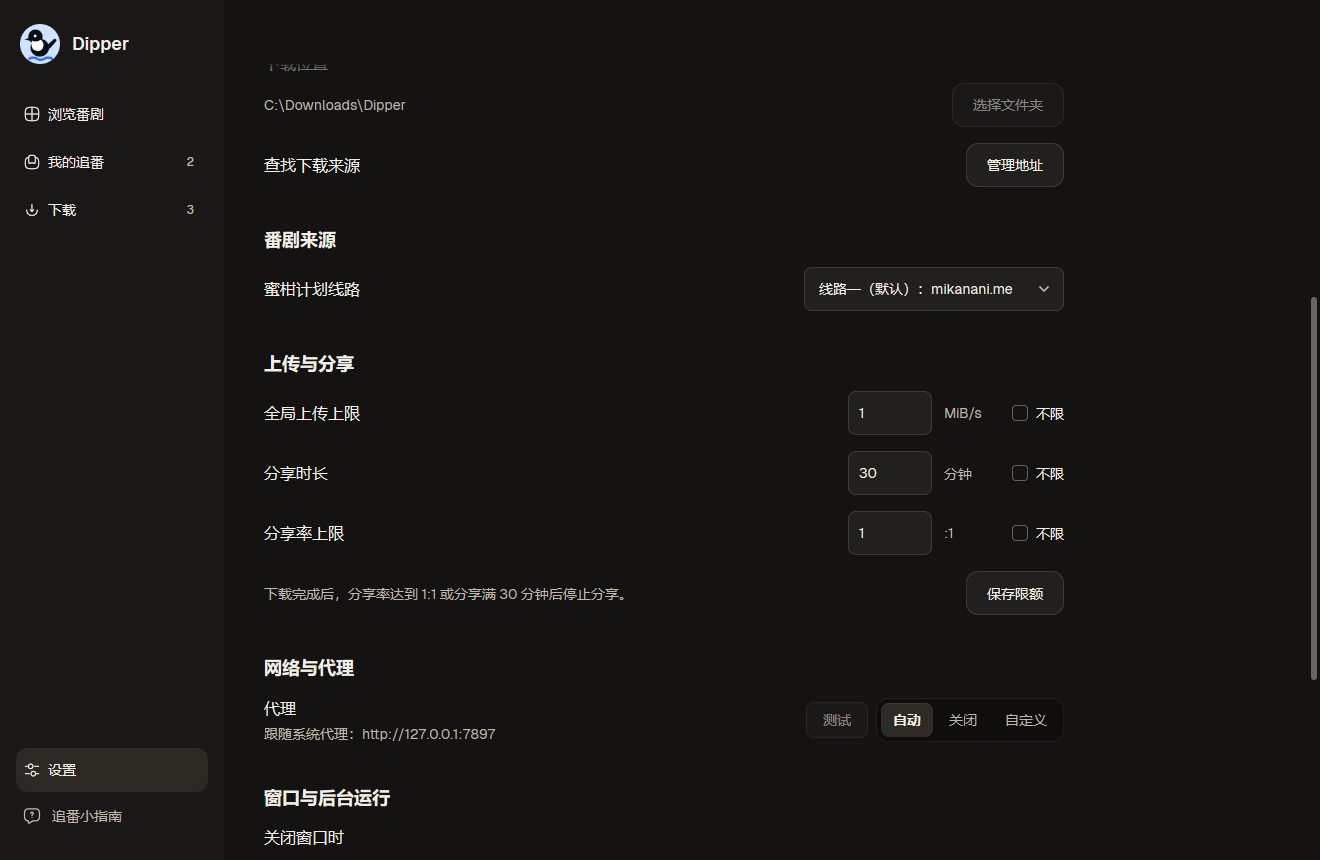 Dipper
浏览番剧
我的追番 2
下载 3
设置
追番小指南
下载位置
C:\Downloads\Dipper 选择文件夹
查找下载来源 管理地址
番剧来源
蜜柑计划线路 线路一（默认）：mikanani.me
上传与分享
全局上传上限 1 MiB/s 不限
分享时长 30 分钟 不限
分享率上限 1 :1 不限
下载完成后，分享率达到 1:1 或分享满 30 分钟后停止分享。 保存限额
网络与代理
代理
跟随系统代理：http://127.0.0.1:7897 测试 自动 关闭 自定义
窗口与后台运行
关闭窗口时